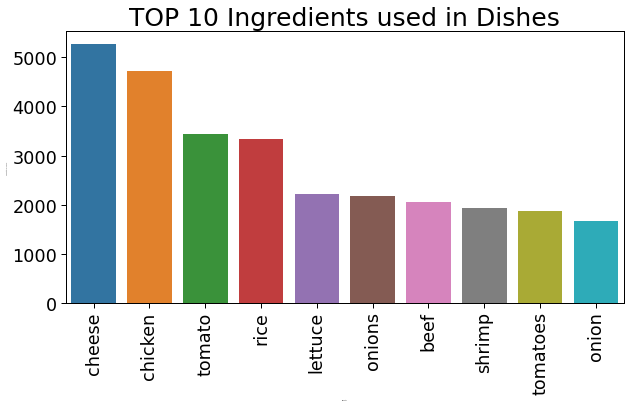 TOP 10 Ingredients used in Dishes
5000
4000
3000
2000
1000
0
cheese
chicken
tomato
rice
lettuce
onions
beef
shrimp
tomatoes
onion